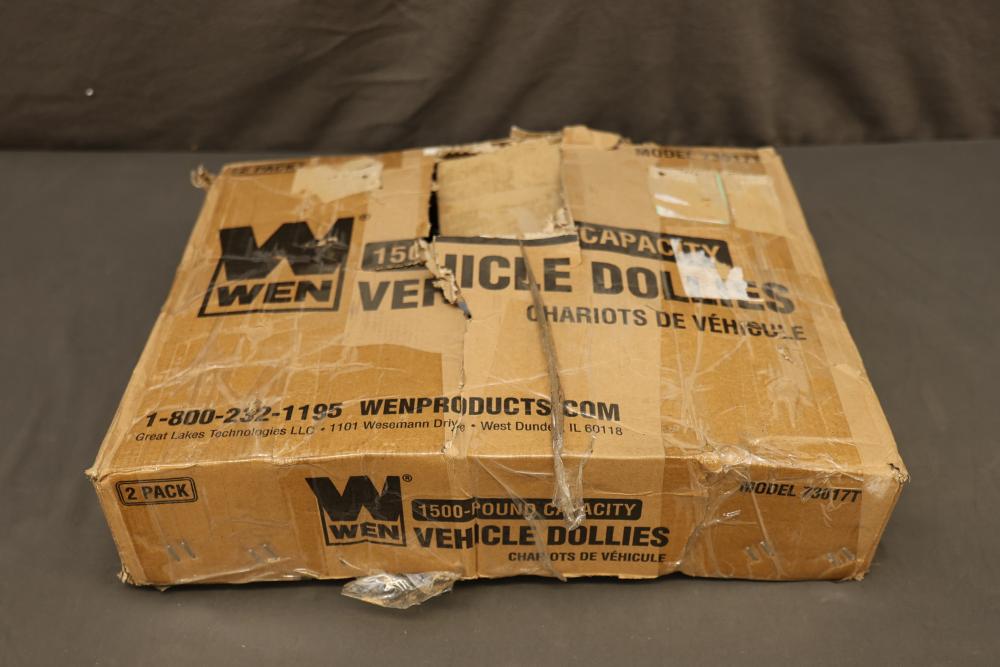 2 PACK
MODEL 73017T
WEN®
150 CAPACITY
VEHICLE DOLLIES
CHARIOTS DE VÉHICULE
1-800-232-1195 WENPRODUCTS.COM
Great Lakes Technologies LLC • 1101 Wesemann Drive • West Dundee, IL 60118
2 PACK
WEN®
1500-POUND CAPACITY
VEHICLE DOLLIES
CHARIOTS DE VÉHICULE
MODEL 73017T